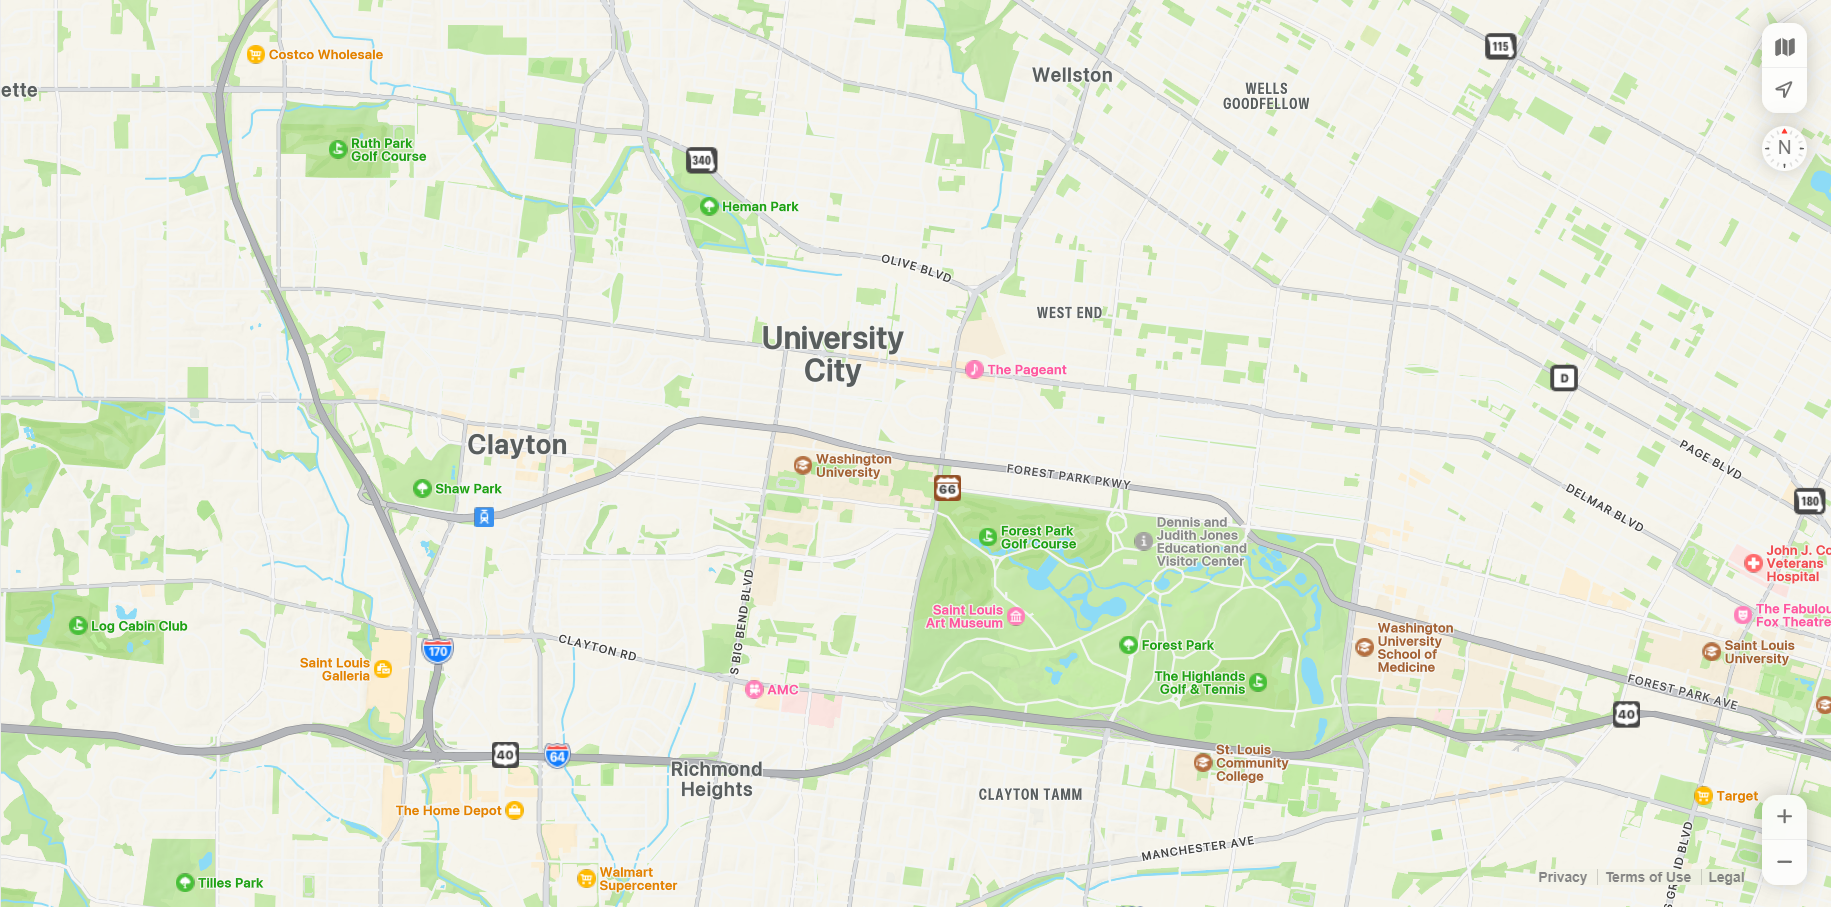 115
Costco Wholesale
Wellston
WELLS
GOODFELLOW
ette
N
Ruth Park
Golf Course
340
Heman Park
OLIVE BLVD
WEST END
University
City
The Pageant
D
Clayton
Washington
University
PAGE BLVD
FOREST PARK PKWY
Shaw Park
66
180
DELMAR BLVD
Forest Park
Golf Course
Dennis and
Judith Jones
Education and
Visitor Center
John J. Co
Veterans
Hospital
S BIG BEND BLVD
Saint Louis
Art Museum
The Fabulou
Fox Theatre
Log Cabin Club
CLAYTON RD
170
Forest Park
Washington
University
School of
Medicine
Saint Louis
University
Saint Louis
Galleria
AMC
The Highlands
Golf & Tennis
FOREST PARK AVE
40
40
64
St. Louis
Community
College
Richmond
Heights
CLAYTON TAMM
The Home Depot
Target
MANCHESTER AVE
Walmart
Supercenter
Tilles Park
Privacy
Terms of Use
Legal